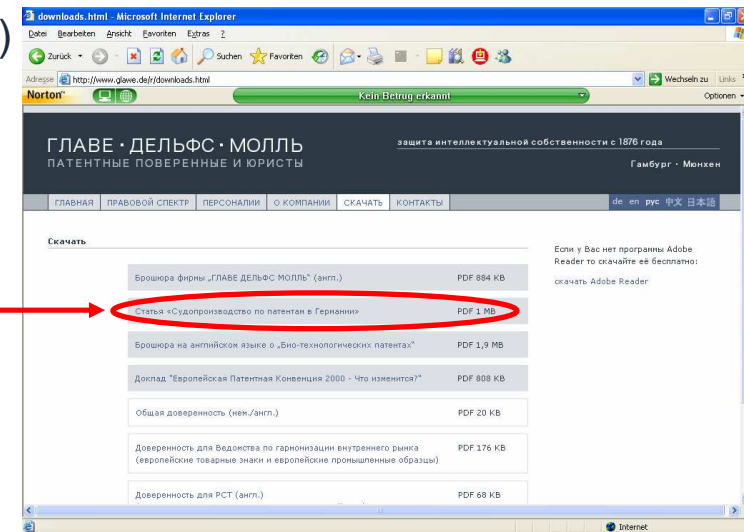 )
downloads.html - Microsoft Internet Explorer
Datei Bearbeiten Ansicht Favoriten Extras ?
Zurück Suchen Favoriten
Adresse http://www.glawe.de/r/downloads.html Wechseln zu Links
Norton Kein Betrug erkannt Optionen
ГЛАВЕ · ДЕЛЬФС · МОЛЛЬ
ПАТЕНТНЫЕ ПОВЕРЕННЫЕ И ЮРИСТЫ
защита интеллектуальной собственности с 1876 года
Гамбург · Мюнхен
ГЛАВНАЯ ПРАВОВОЙ СПЕКТР ПЕРСОНАЛИИ О КОМПАНИИ СКАЧАТЬ КОНТАКТЫ de en рус 中文 日本語
Скачать
Брошюра фирмы „ГЛАВЕ ДЕЛЬФС МОЛЛЬ" (англ.) PDF 884 KB
Статья «Судопроизводство по патентам в Германии» PDF 1 MB
Брошюра на английском языке о „Био-технологических патентах" PDF 1,9 MB
Доклад "Европейская Патентная Конвенция 2000 - Что изменится?" PDF 808 KB
Общая доверенность (нем./англ.) PDF 20 KB
Доверенность для Ведомства по гармонизации внутреннего рынка PDF 176 KB
(европейские товарные знаки и европейские промышленные образцы)
Доверенность для PCT (англ.) PDF 68 KB
Если у Вас нет программы Adobe
Reader то скачайте её бесплатно:
скачать Adobe Reader
Internet